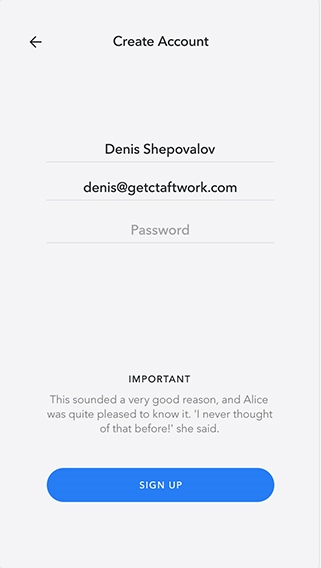 Create Account
Denis Shepovalov
denis@getctaftwork.com
Password
IMPORTANT
This sounded a very good reason, and Alice
was quite pleased to know it. 'I never thought
of that before!' she said.
SIGN UP